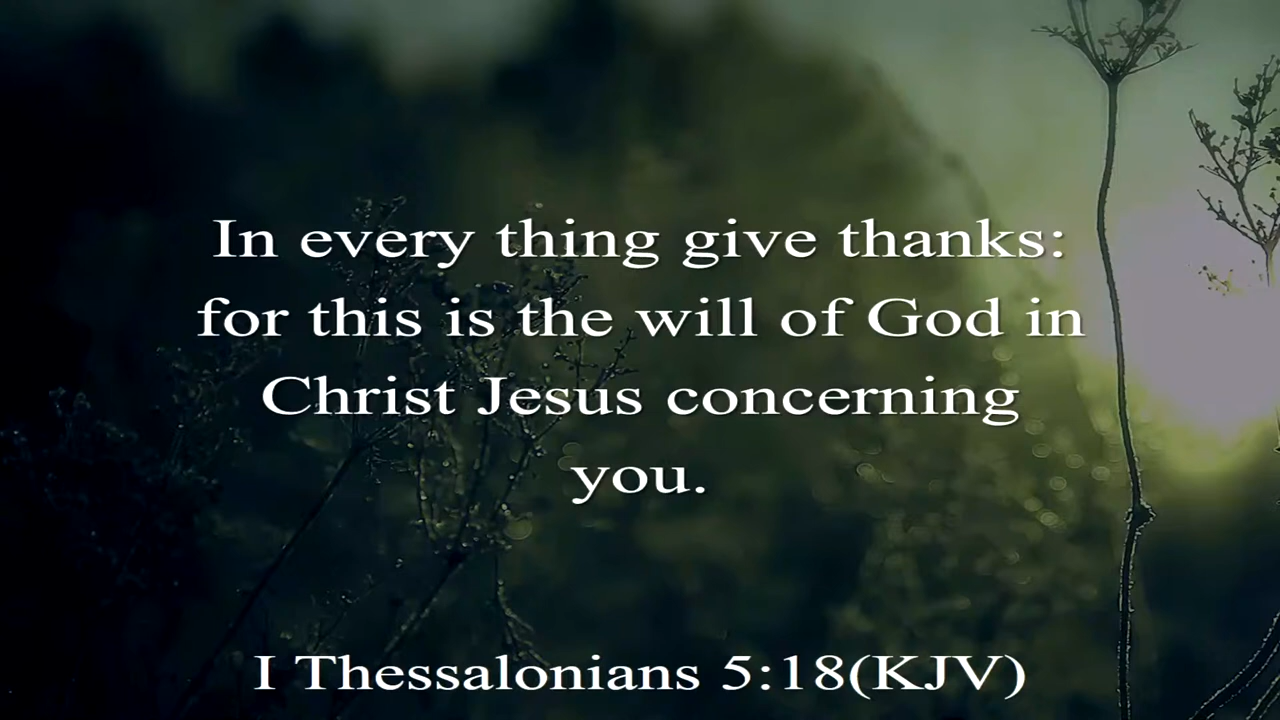 In every thing give thanks:
for this is the will of God in
Christ Jesus concerning
you.
I Thessalonians 5:18(KJV)